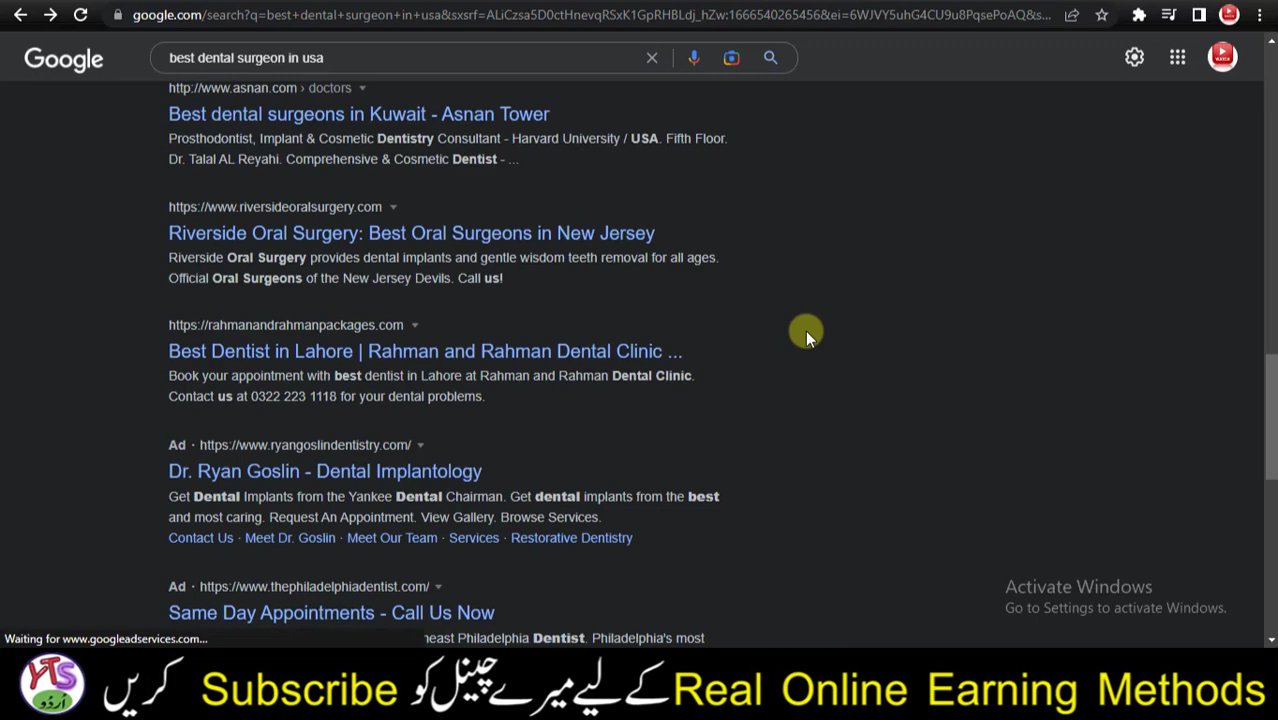 google.com/search?q=best+dental+surgeon+in+usa&sxsrf=ALiCzsa5D0ctHnevqRSxK1GpRHBLdj_hZw:1666540265456&ei=6WJVY5uhG4CU9u8PqsePoAQ&s...
Google
best dental surgeon in usa
http://www.asnan.com › doctors
Best dental surgeons in Kuwait - Asnan Tower
Prosthodontist, Implant & Cosmetic Dentistry Consultant - Harvard University / USA. Fifth Floor.
Dr. Talal AL Reyahi. Comprehensive & Cosmetic Dentist - ...
https://www.riversideoralsurgery.com
Riverside Oral Surgery: Best Oral Surgeons in New Jersey
Riverside Oral Surgery provides dental implants and gentle wisdom teeth removal for all ages.
Official Oral Surgeons of the New Jersey Devils. Call us!
https://rahmanandrahmanpackages.com
Best Dentist in Lahore | Rahman and Rahman Dental Clinic ...
Book your appointment with best dentist in Lahore at Rahman and Rahman Dental Clinic.
Contact us at 0322 223 1118 for your dental problems.
Ad · https://www.ryangoslindentistry.com/
Dr. Ryan Goslin - Dental Implantology
Get Dental Implants from the Yankee Dental Chairman. Get dental implants from the best
and most caring. Request An Appointment. View Gallery. Browse Services.
Contact Us · Meet Dr. Goslin · Meet Our Team · Services · Restorative Dentistry
Ad · https://www.thephiladelphiadentist.com/
Same Day Appointments - Call Us Now
heast Philadelphia Dentist. Philadelphia's most
Activate Windows
Go to Settings to activate Windows.
Waiting for www.googleadservices.com...
YTS
اردو
Real Online Earning Methods کے لیے میرے چینل کو Subscribe کریں